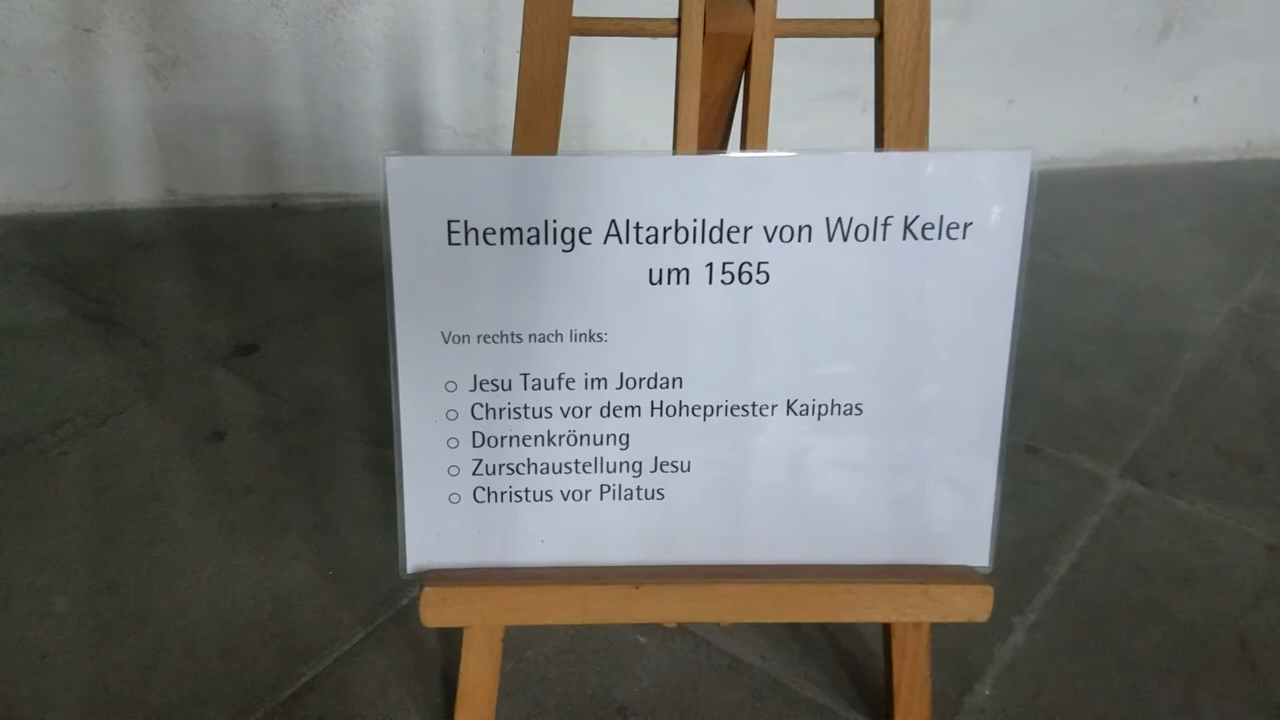 Ehemalige Altarbilder von Wolf Keler
um 1565
Von rechts nach links:
o Jesu Taufe im Jordan
o Christus vor dem Hohepriester Kaiphas
o Dornenkrönung
o Zurschaustellung Jesu
o Christus vor Pilatus